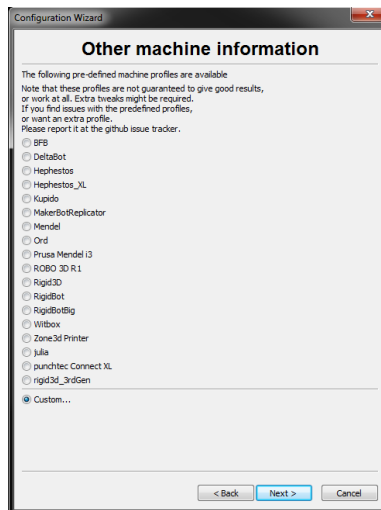 Configuration Wizard
x
Other machine information
The following pre-defined machine profiles are available
Note that these profiles are not guaranteed to give good results,
or work at all. Extra tweaks might be required.
If you find issues with the predefined profiles,
or want an extra profile.
Please report it at the github issue tracker.
BFB
DeltaBot
Hephestos
Hephestos_XL
Kupido
MakerBotReplicator
Mendel
Ord
Prusa Mendel i3
ROBO 3D R1
Rigid3D
RigidBot
RigidBotBig
Witbox
Zone3d Printer
julia
punchtec Connect XL
rigid3d_3rdGen
Custom...
< Back Next > Cancel